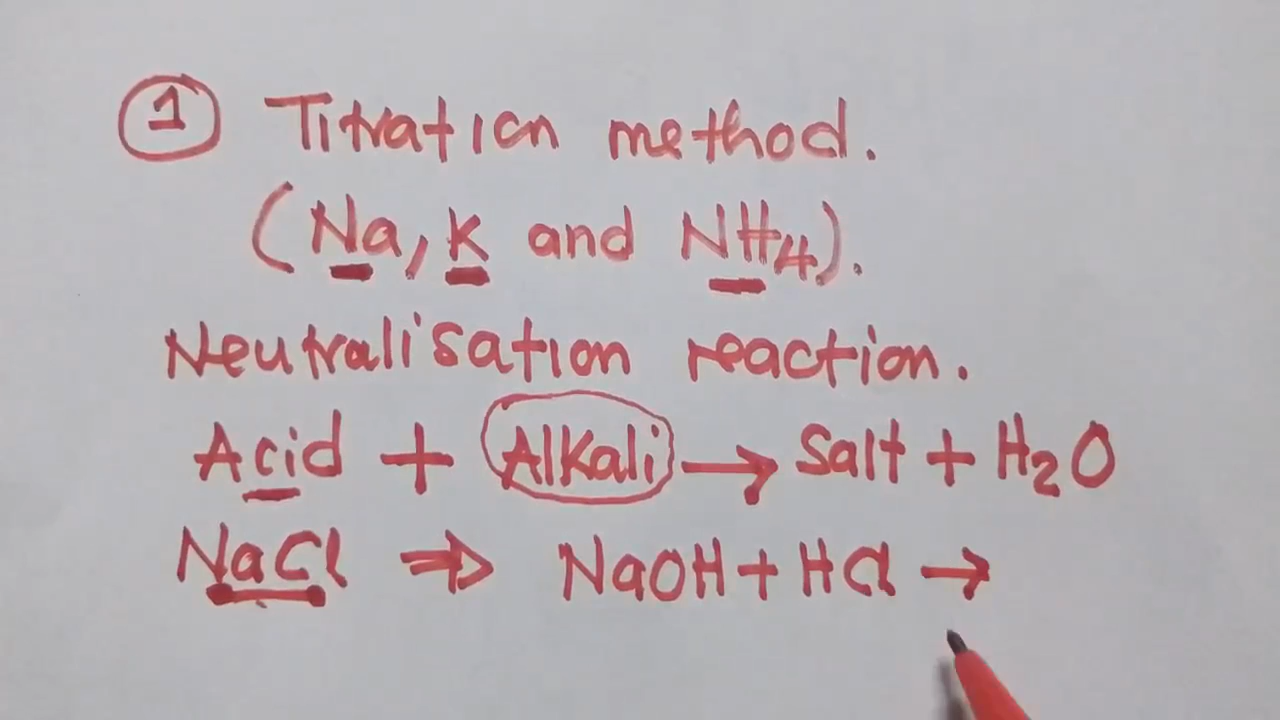 1 Titration method.
(Na, K and NH4).
Neutralisation reaction.
Acid + Alkali → Salt + H2O
NaCl ⇒ NaOH + HCl →